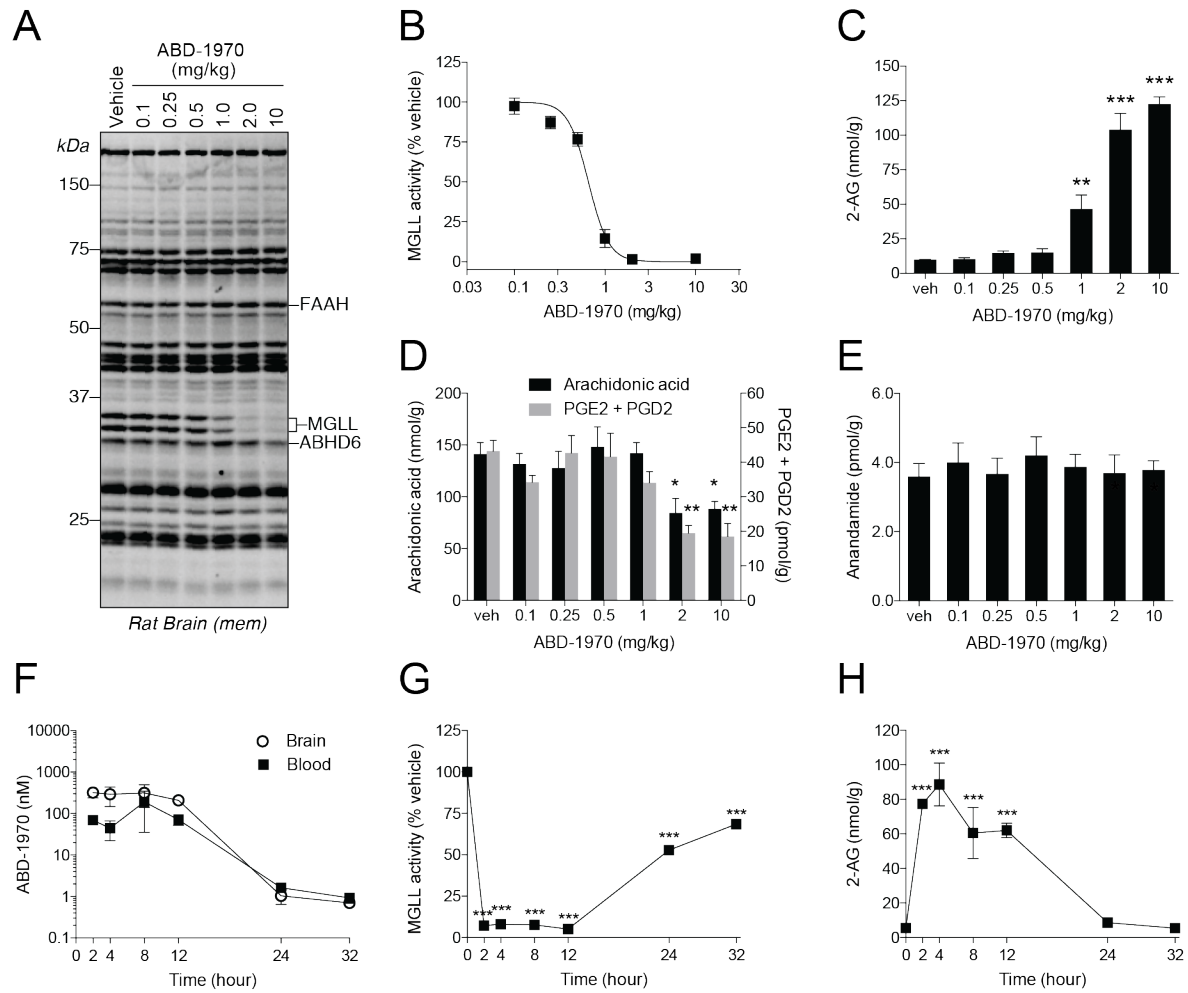 A
ABD-1970
(mg/kg)
Vehicle
0.1
0.25
0.5
1.0
2.0
10
kDa
150
75
FAAH
50
37
MGLL
ABHD6
25
Rat Brain (mem)
B
MGLL activity (% vehicle)
125
100
75
50
25
0
0.03 0.1 0.3 1 3 10 30
ABD-1970 (mg/kg)
C
2-AG (nmol/g)
150
125
100
75
50
25
0
**
***
***
veh 0.1 0.25 0.5 1 2 10
ABD-1970 (mg/kg)
D
Arachidonic acid
PGE2 + PGD2
Arachidonic acid (nmol/g)
200
150
100
50
0
PGE2 + PGD2 (pmol/g)
60
50
40
30
20
10
0
*
**
*
**
veh 0.1 0.25 0.5 1 2 10
ABD-1970 (mg/kg)
E
Anandamide (pmol/g)
6.0
4.0
2.0
0.0
veh 0.1 0.25 0.5 1 2 10
ABD-1970 (mg/kg)
F
Brain
Blood
ABD-1970 (nM)
10000
1000
100
10
1
0.1
0 2 4 8 12 24 32
Time (hour)
G
MGLL activity (% vehicle)
125
100
75
50
25
0
***
***
***
***
***
***
0 2 4 8 12 24 32
Time (hour)
H
2-AG (nmol/g)
120
100
80
60
40
20
0
***
***
***
***
0 2 4 8 12 24 32
Time (hour)